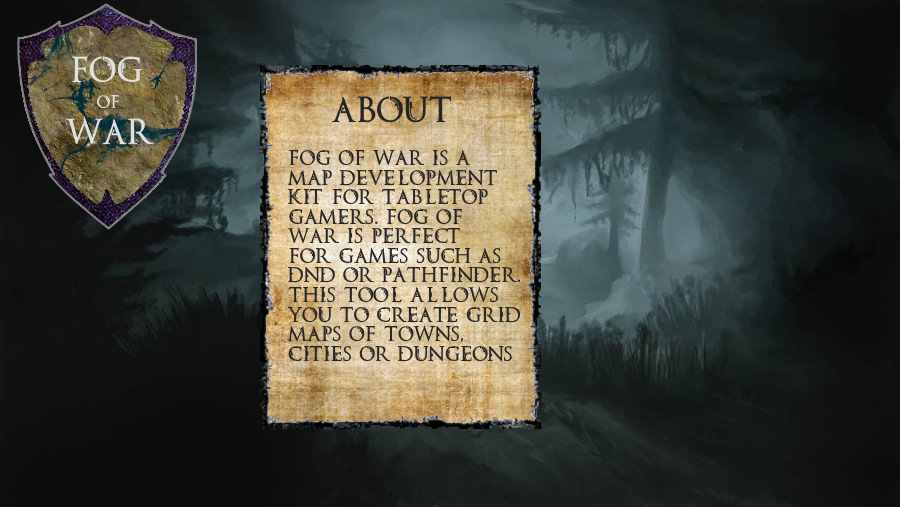 FOG
OF
WAR
ABOUT
FOG OF WAR IS A
MAP DEVELOPMENT
KIT FOR TABLETOP
GAMERS. FOG OF
WAR IS PERFECT
FOR GAMES SUCH AS
DND OR PATHFINDER.
THIS TOOL ALLOWS
YOU TO CREATE GRID
MAPS OF TOWNS,
CITIES OR DUNGEONS